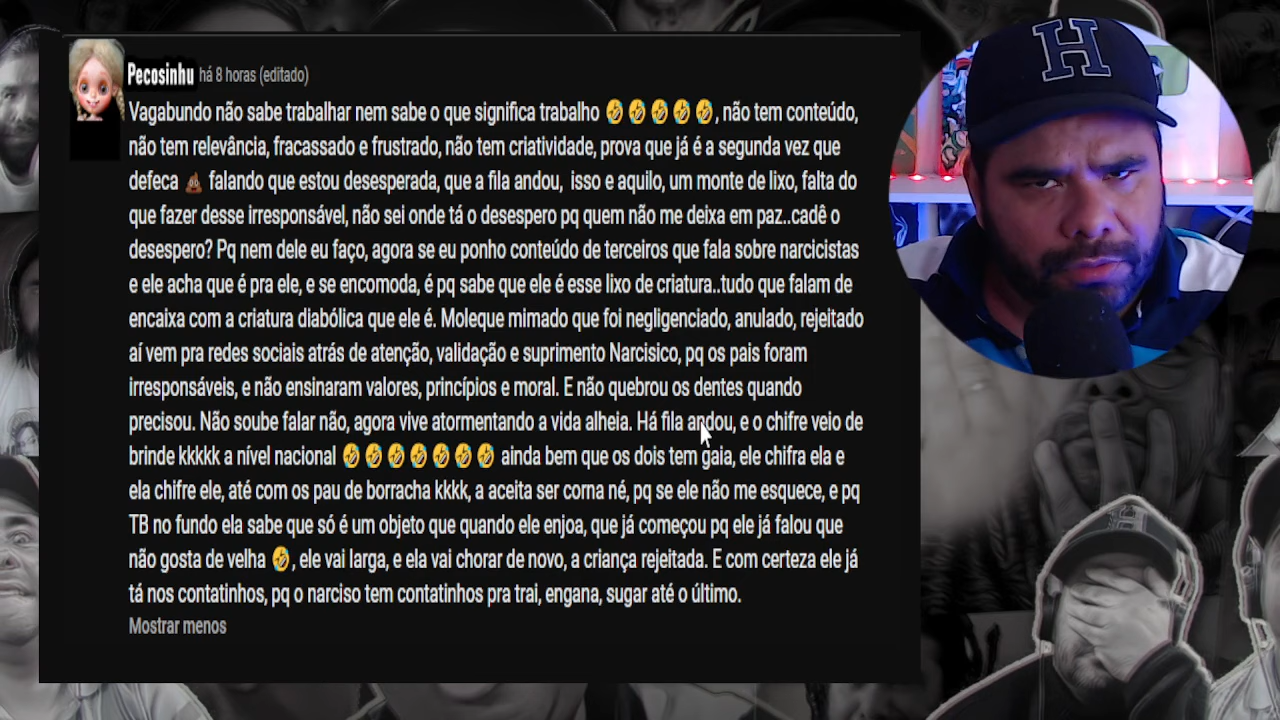 Pecosinhu há 8 horas (editado)
Vagabundo não sabe trabalhar nem sabe o que significa trabalho 🤣🤣🤣🤣🤣, não tem conteúdo,
não tem relevância, fracassado e frustrado, não tem criatividade, prova que já é a segunda vez que
defeca 💩 falando que estou desesperada, que a fila andou, isso e aquilo, um monte de lixo, falta do
que fazer desse irresponsável, não sei onde tá o desespero pq quem não me deixa em paz..cadê o
desespero? Pq nem dele eu faço, agora se eu ponho conteúdo de terceiros que fala sobre narcicistas
e ele acha que é pra ele, e se encomoda, é pq sabe que ele é esse lixo de criatura..tudo que falam de
encaixa com a criatura diabólica que ele é. Moleque mimado que foi negligenciado, anulado, rejeitado
aí vem pra redes sociais atrás de atenção, validação e suprimento Narcisico, pq os pais foram
irresponsáveis, e não ensinaram valores, princípios e moral. E não quebrou os dentes quando
precisou. Não soube falar não, agora vive atormentando a vida alheia. Há fila andou, e o chifre veio de
brinde kkkkk a nível nacional 🤣🤣🤣🤣🤣🤣🤣 ainda bem que os dois tem gaia, ele chifra ela e
ela chifre ele, até com os pau de borracha kkkk, a aceita ser corna né, pq se ele não me esquece, e pq
TB no fundo ela sabe que só é um objeto que quando ele enjoa, que já começou pq ele já falou que
não gosta de velha 🤣, ele vai larga, e ela vai chorar de novo, a criança rejeitada. E com certeza ele já
tá nos contatinhos, pq o narciso tem contatinhos pra trai, engana, sugar até o último.
Mostrar menos
H